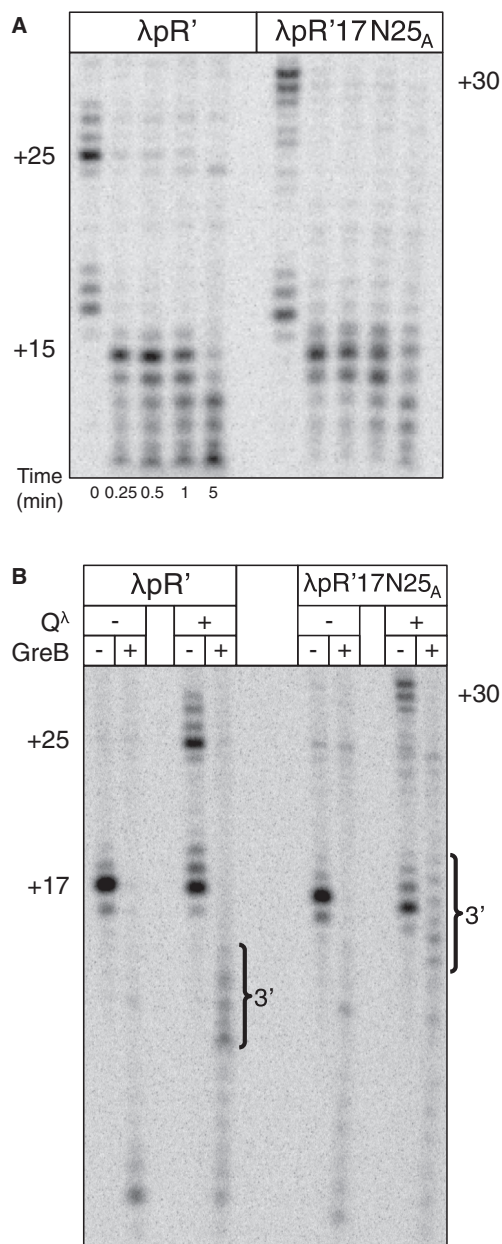 A
λpR' λpR'17N25A
+30
+25
+15
Time
(min) 0 0.25 0.5 1 5
B
λpR' λpR'17N25A
Qλ - + - +
GreB - + - + - + - +
+30
+25
+17
3'
3'